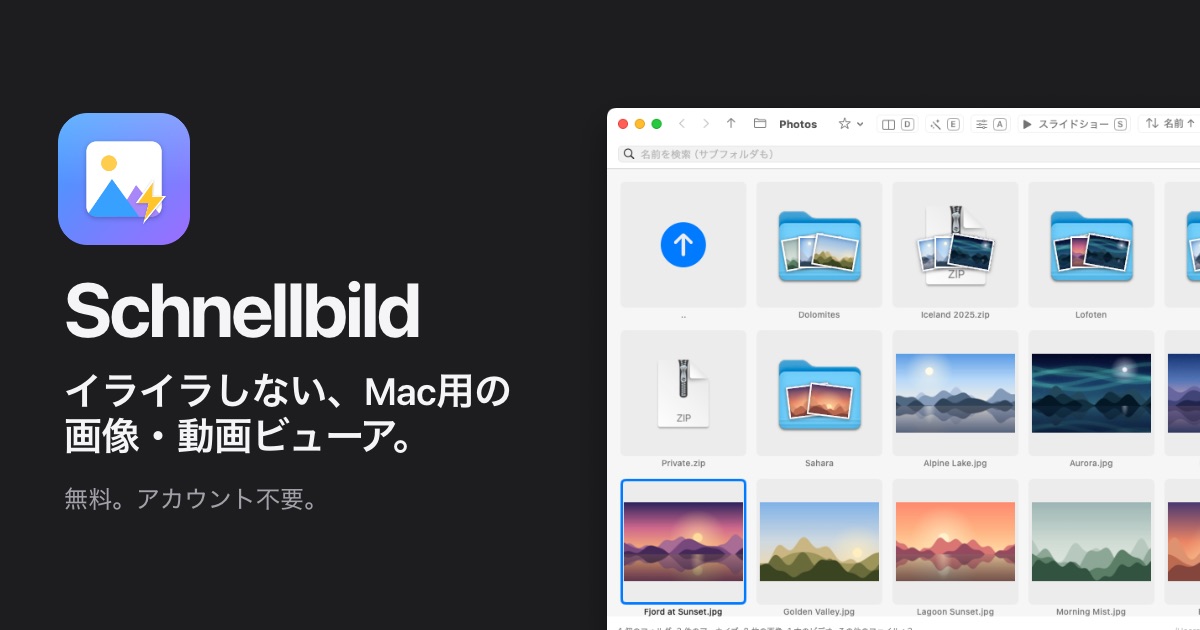 Schnellbild
イライラしない、Mac用の
画像・動画ビューア。
無料。アカウント不要。
Photos
D
E
A
スライドショー S
名前
名前を検索 (サブフォルダも)
..
Dolomites
ZIP
Iceland 2025.zip
Lofoten
ZIP
Private.zip
Sahara
Alpine Lake.jpg
Aurora.jpg
Fjord at Sunset.jpg
Golden Valley.jpg
Lagoon Sunset.jpg
Morning Mist.jpg